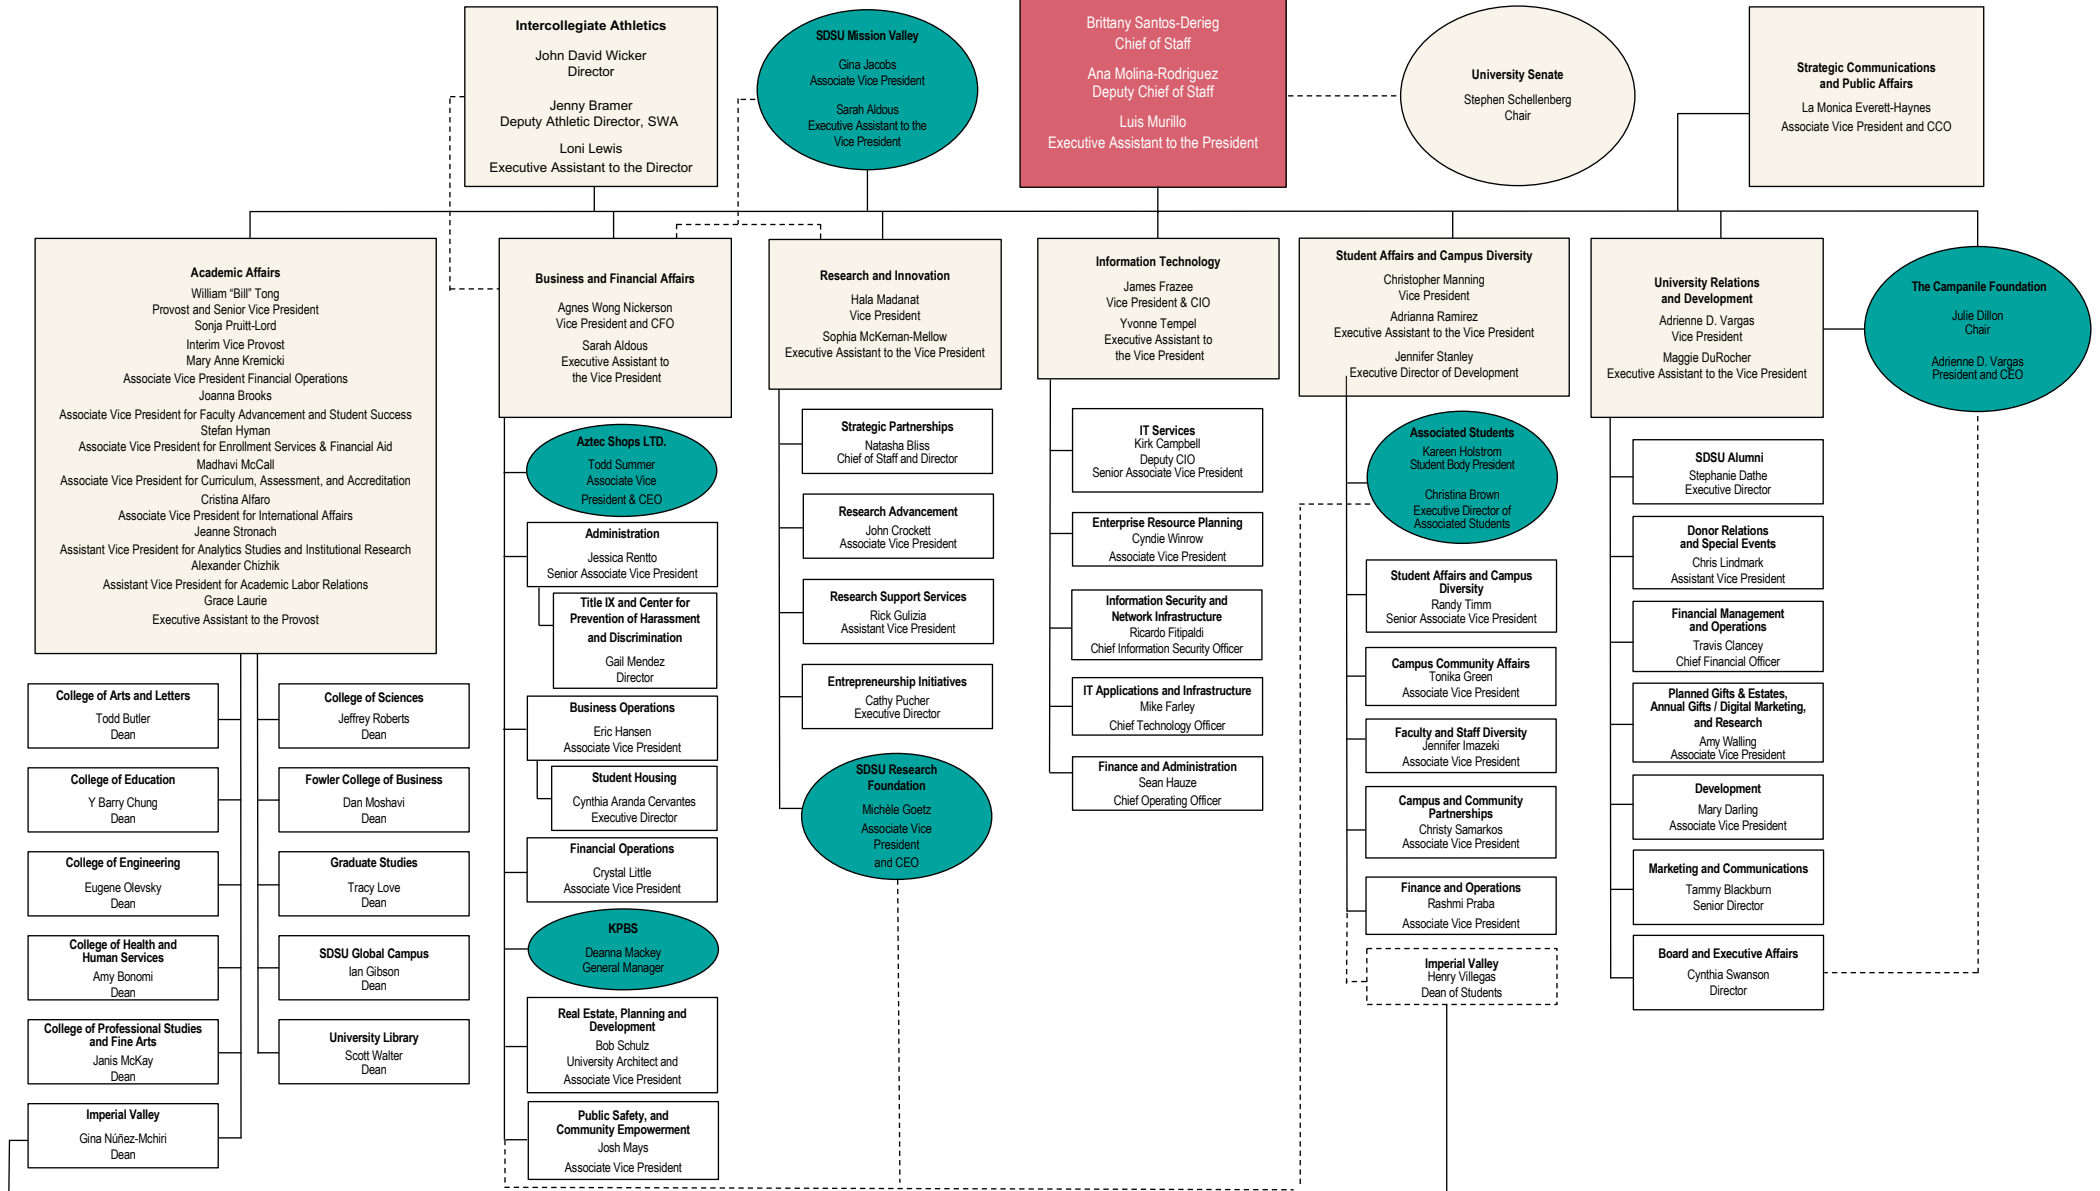 Intercollegiate Athletics
John David Wicker
Director
Jenny Bramer
Deputy Athletic Director, SWA
Loni Lewis
Executive Assistant to the Director
SDSU Mission Valley
Gina Jacobs
Associate Vice President
Sarah Aldous
Executive Assistant to the
Vice President
Brittany Santos-Derieg
Chief of Staff
Ana Molina-Rodriguez
Deputy Chief of Staff
Luis Murillo
Executive Assistant to the President
University Senate
Stephen Schellenberg
Chair
Strategic Communications
and Public Affairs
La Monica Everett-Haynes
Associate Vice President and CCO
Academic Affairs
William “Bill” Tong
Provost and Senior Vice President
Sonja Pruitt-Lord
Interim Vice Provost
Mary Anne Kremicki
Associate Vice President Financial Operations
Joanna Brooks
Associate Vice President for Faculty Advancement and Student Success
Stefan Hyman
Associate Vice President for Enrollment Services & Financial Aid
Madhavi McCall
Associate Vice President for Curriculum, Assessment, and Accreditation
Cristina Alfaro
Associate Vice President for International Affairs
Jeanne Stronach
Assistant Vice President for Analytics Studies and Institutional Research
Alexander Chizhik
Assistant Vice President for Academic Labor Relations
Grace Laurie
Executive Assistant to the Provost
College of Arts and Letters
Todd Butler
Dean
College of Education
Y Barry Chung
Dean
College of Engineering
Eugene Olevsky
Dean
College of Health and
Human Services
Amy Bonomi
Dean
College of Professional Studies
and Fine Arts
Janis McKay
Dean
Imperial Valley
Gina Núñez-Mchiri
Dean
College of Sciences
Jeffrey Roberts
Dean
Fowler College of Business
Dan Moshavi
Dean
Graduate Studies
Tracy Love
Dean
SDSU Global Campus
Ian Gibson
Dean
University Library
Scott Walter
Dean
Business and Financial Affairs
Agnes Wong Nickerson
Vice President and CFO
Sarah Aldous
Executive Assistant to
the Vice President
Aztec Shops LTD.
Todd Summer
Associate Vice
President & CEO
Administration
Jessica Rentto
Senior Associate Vice President
Title IX and Center for
Prevention of Harassment
and Discrimination
Gail Mendez
Director
Business Operations
Eric Hansen
Associate Vice President
Student Housing
Cynthia Aranda Cervantes
Executive Director
Financial Operations
Crystal Little
Associate Vice President
KPBS
Deanna Mackey
General Manager
Real Estate, Planning and
Development
Bob Schulz
University Architect and
Associate Vice President
Public Safety, and
Community Empowerment
Josh Mays
Associate Vice President
Research and Innovation
Hala Madanat
Vice President
Sophia McKernan-Mellow
Executive Assistant to the Vice President
Strategic Partnerships
Natasha Bliss
Chief of Staff and Director
Research Advancement
John Crockett
Associate Vice President
Research Support Services
Rick Gulizia
Assistant Vice President
Entrepreneurship Initiatives
Cathy Pucher
Executive Director
SDSU Research
Foundation
Michèle Goetz
Associate Vice
President
and CEO
Information Technology
James Frazee
Vice President & CIO
Yvonne Tempel
Executive Assistant to
the Vice President
IT Services
Kirk Campbell
Deputy CIO
Senior Associate Vice President
Enterprise Resource Planning
Cyndie Winrow
Associate Vice President
Information Security and
Network Infrastructure
Ricardo Fitipaldi
Chief Information Security Officer
IT Applications and Infrastructure
Mike Farley
Chief Technology Officer
Finance and Administration
Sean Hauze
Chief Operating Officer
Student Affairs and Campus Diversity
Christopher Manning
Vice President
Adrianna Ramirez
Executive Assistant to the Vice President
Jennifer Stanley
Executive Director of Development
Associated Students
Kareen Holstrom
Student Body President
Christina Brown
Executive Director of
Associated Students
Student Affairs and Campus
Diversity
Randy Timm
Senior Associate Vice President
Campus Community Affairs
Tonika Green
Associate Vice President
Faculty and Staff Diversity
Jennifer Imazeki
Associate Vice President
Campus and Community
Partnerships
Christy Samarkos
Associate Vice President
Finance and Operations
Rashmi Praba
Associate Vice President
Imperial Valley
Henry Villegas
Dean of Students
University Relations
and Development
Adrienne D. Vargas
Vice President
Maggie DuRocher
Executive Assistant to the Vice President
SDSU Alumni
Stephanie Dathe
Executive Director
Donor Relations
and Special Events
Chris Lindmark
Assistant Vice President
Financial Management
and Operations
Travis Clancey
Chief Financial Officer
Planned Gifts & Estates,
Annual Gifts / Digital Marketing,
and Research
Amy Walling
Associate Vice President
Development
Mary Darling
Associate Vice President
Marketing and Communications
Tammy Blackburn
Senior Director
Board and Executive Affairs
Cynthia Swanson
Director
The Campanile Foundation
Julie Dillon
Chair
Adrienne D. Vargas
President and CEO